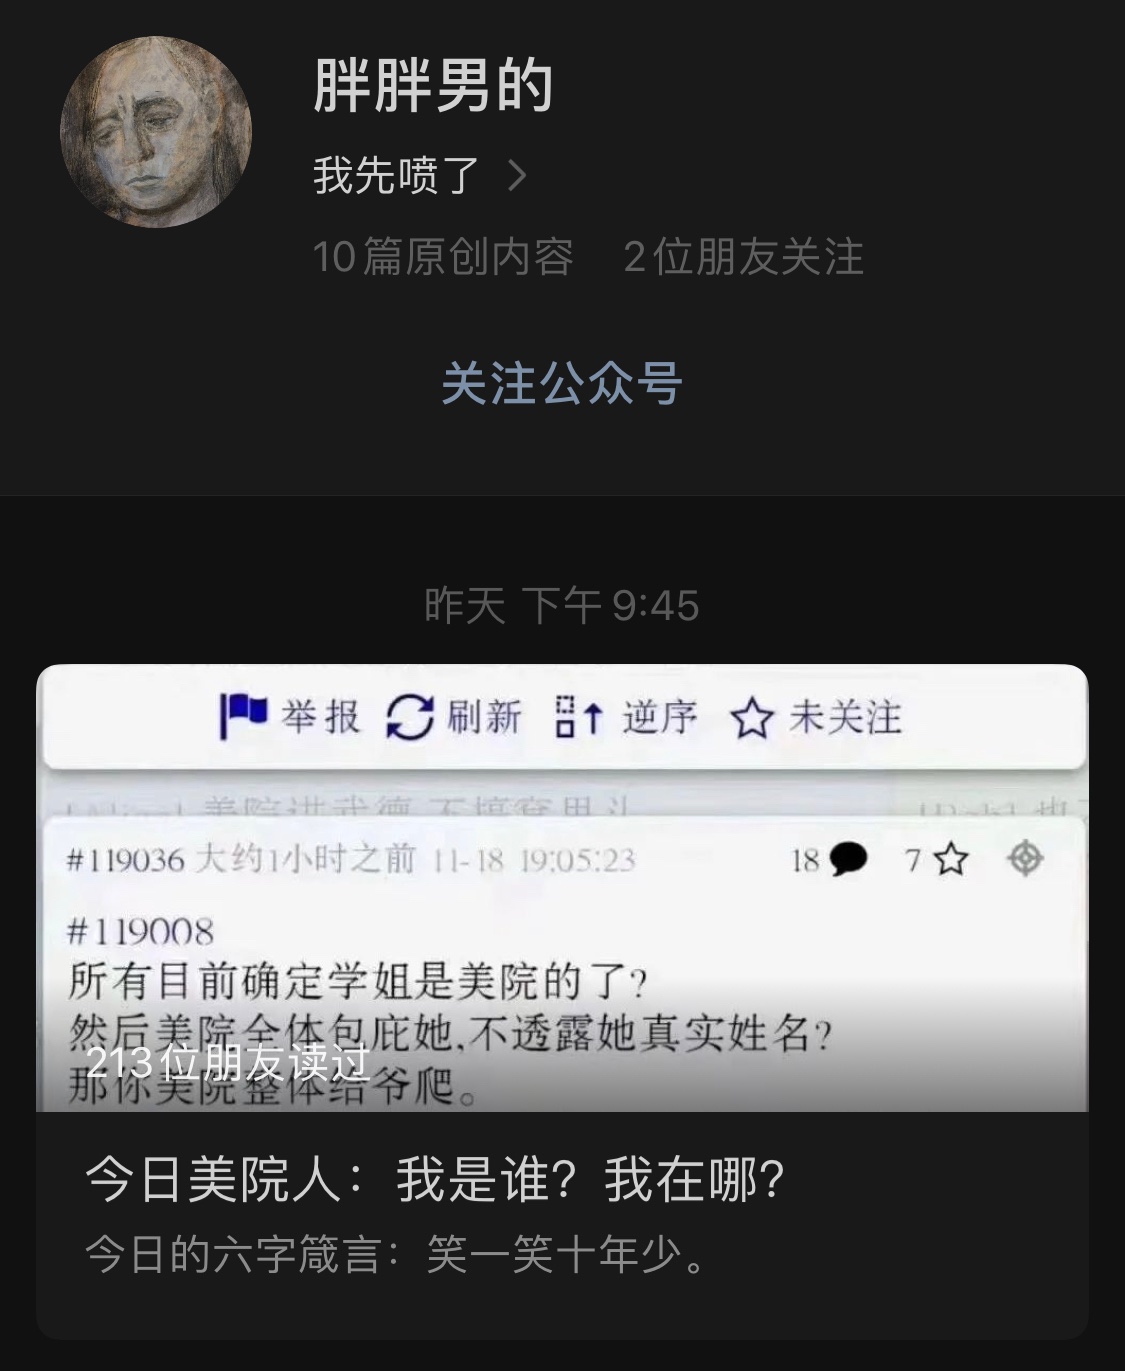 胖胖男的
我先喷了
10篇原创内容 2位朋友关注
关注公众号
昨天 下午9:45
举报 刷新 逆序 未关注
#119036 大约1小时之前 11-18 19:05:23 18 7
#119008
所有目前确定学姐是美院的了?
然后美院全体包庇她,不透露她真实姓名?
213位朋友读过
那你美院整体给爷爬。
今日美院人：我是谁？我在哪？
今日的六字箴言：笑一笑十年少。